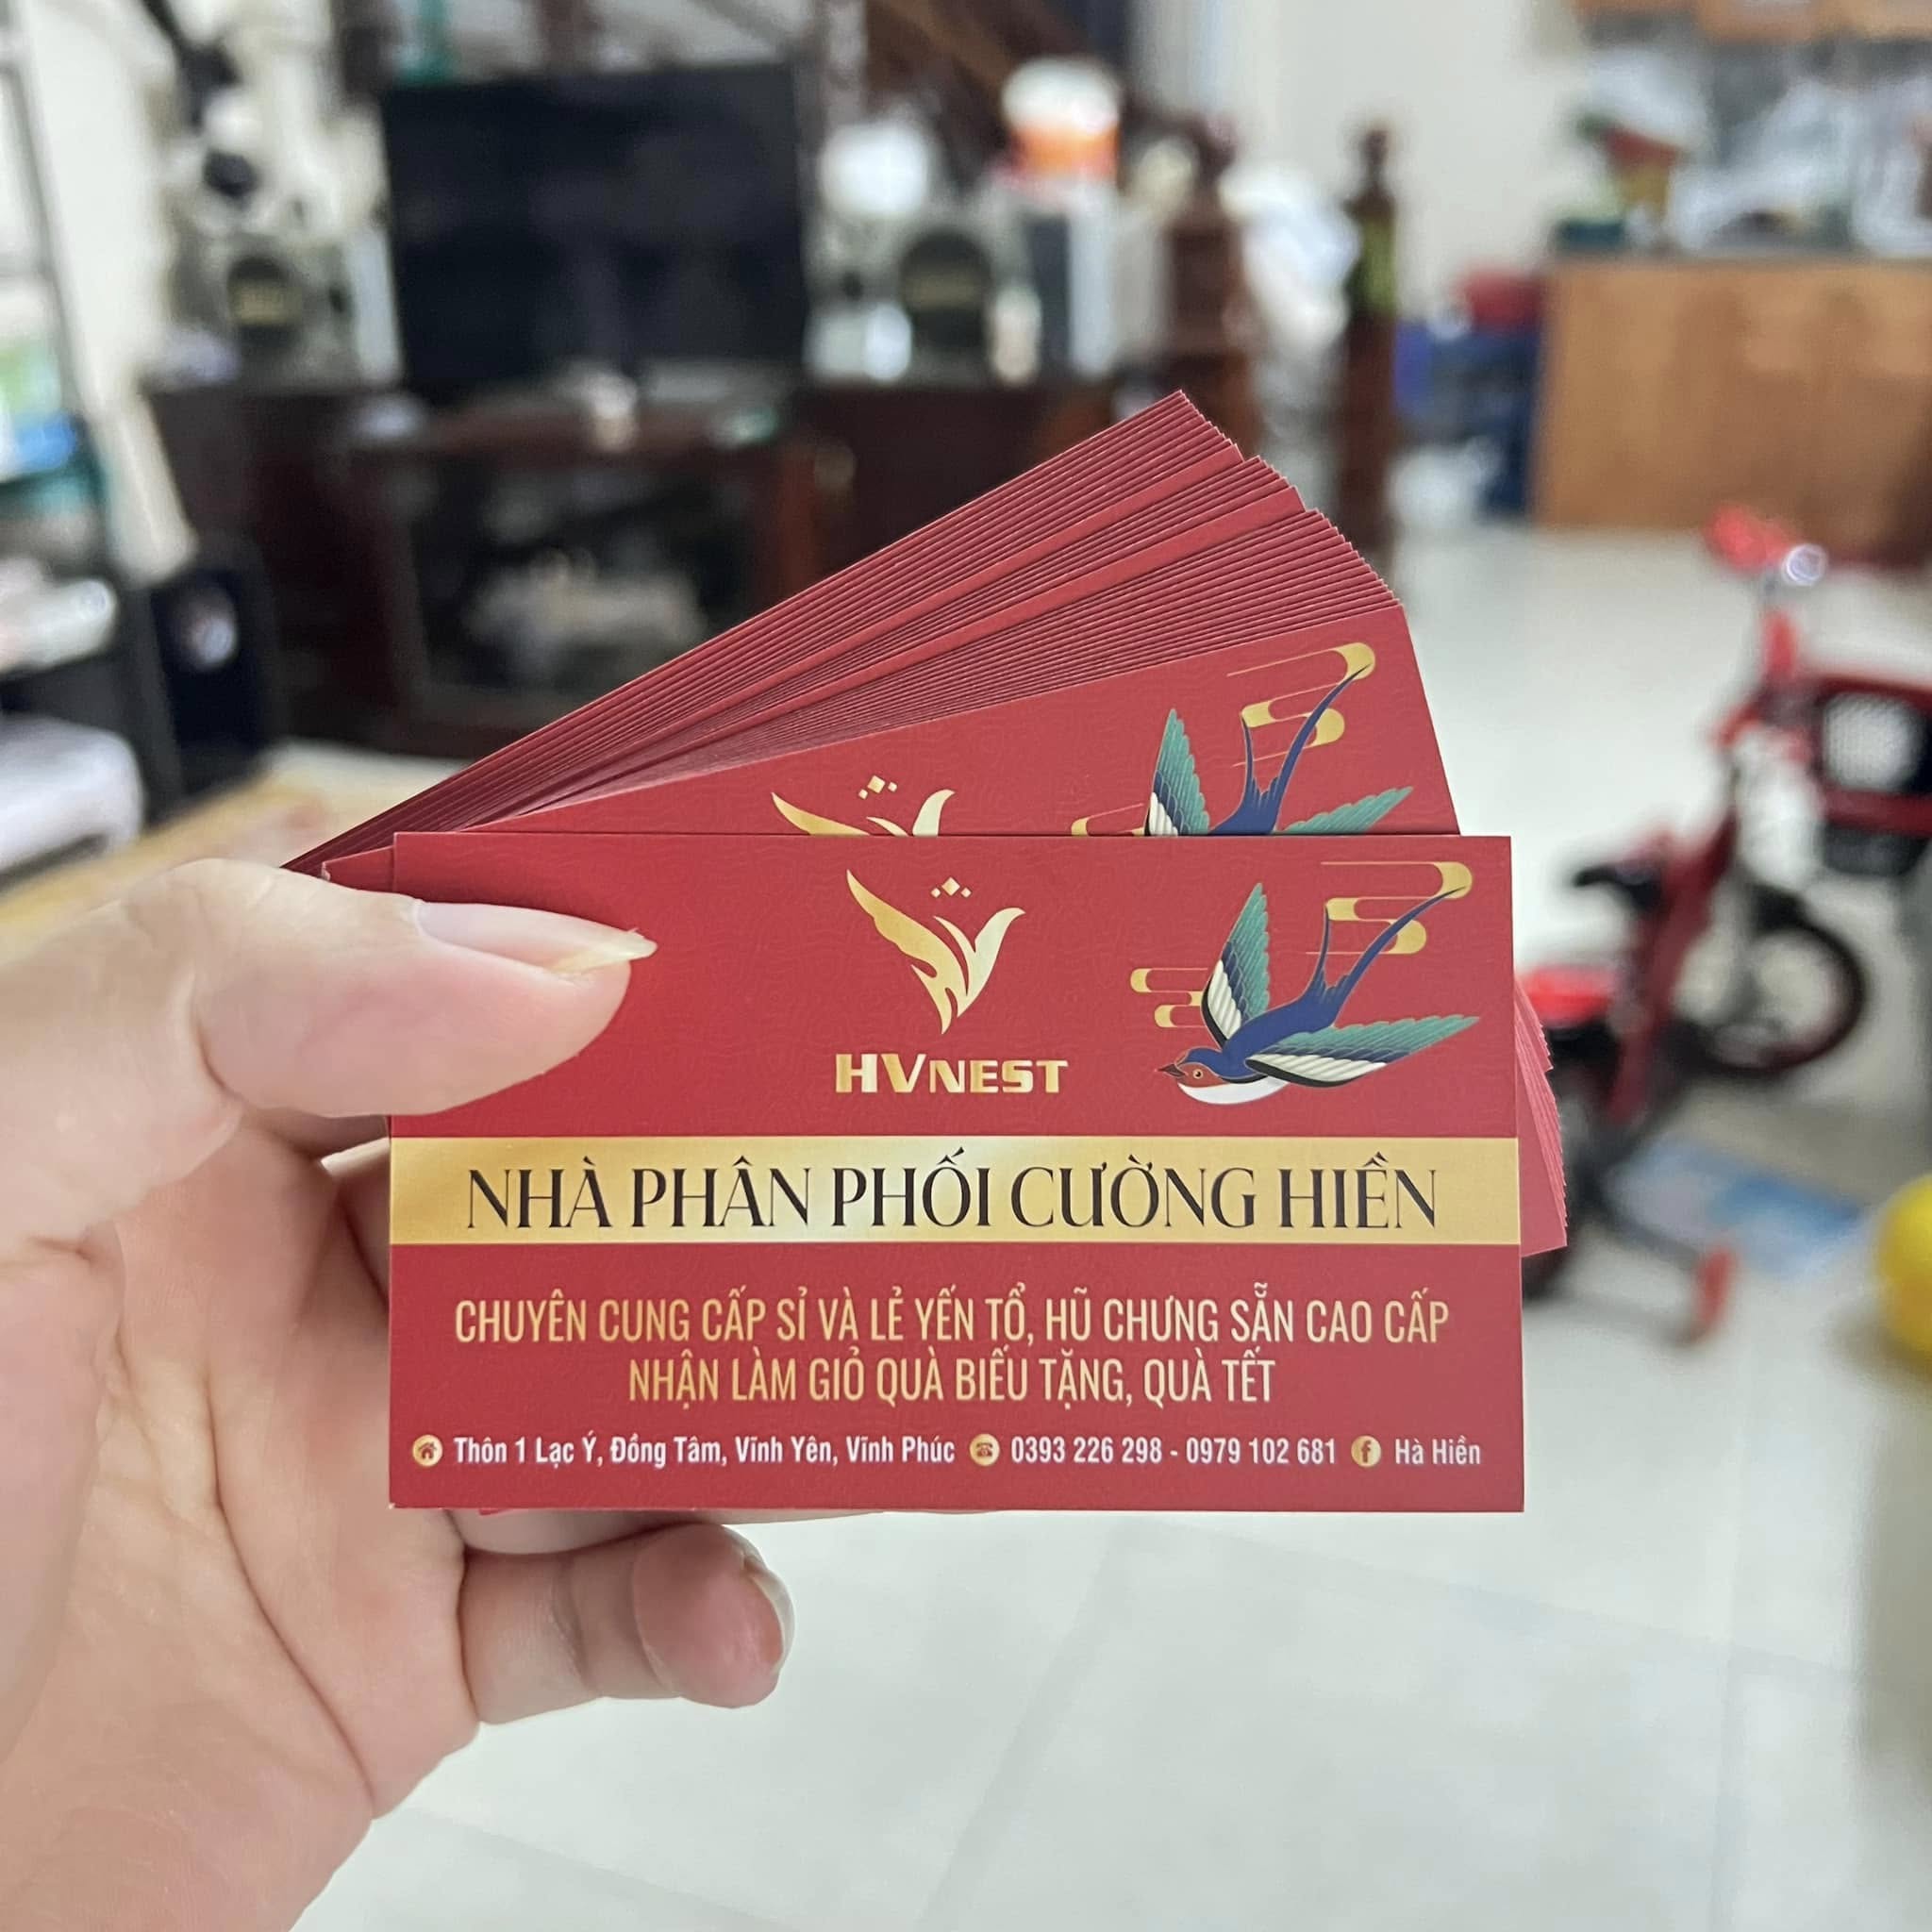 HVNEST
NHÀ PHÂN PHỐI CƯỜNG HIỀN
CHUYÊN CUNG CẤP SỈ VÀ LẺ YẾN TỔ, HŨ CHƯNG SẴN CAO CẤP
NHẬN LÀM GIỎ QUÀ BIẾU TẶNG, QUÀ TẾT
Thôn 1 Lạc Ý, Đồng Tâm, Vĩnh Yên, Vĩnh Phúc 0393 226 298 - 0979 102 681 f Hà Hiền